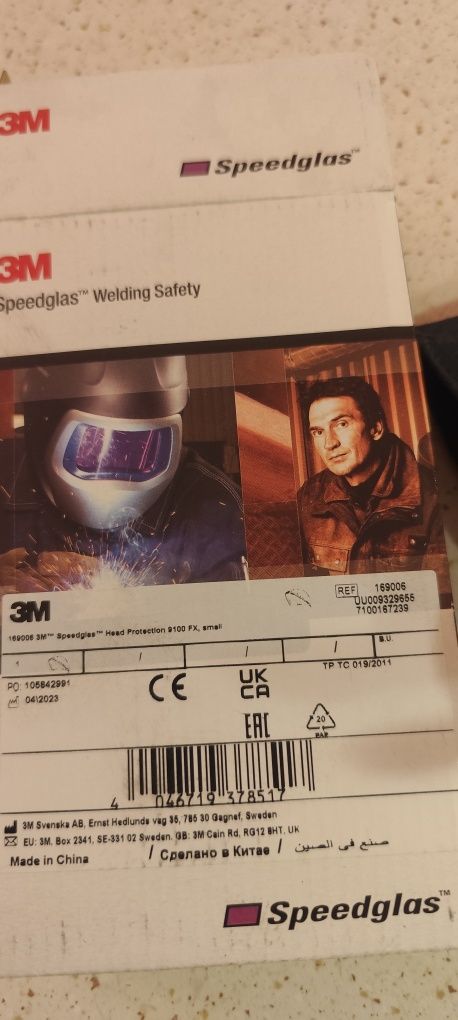 3M
Speedglas™
3M
Speedglas™ Welding Safety
3M
REF 169006
UU009329655
7100167239
169006 3M™ Speedglas™ Head Protection 9100 FX, small
1 / / / B.U.
TP TC 019/2011
PO: 105842991
04\2023
CE
UK
CA
EAC
20
PAP
4 046719 378517
3M Svenska AB, Ernst Hedlunds väg 35, 785 30 Gagnef, Sweden
EU: 3M, Box 2341, SE-331 02 Sweden. GB: 3M Cain Rd, RG12 8HT, UK
Made in China / Сделано в Китае / صنع في الصين
Speedglas™